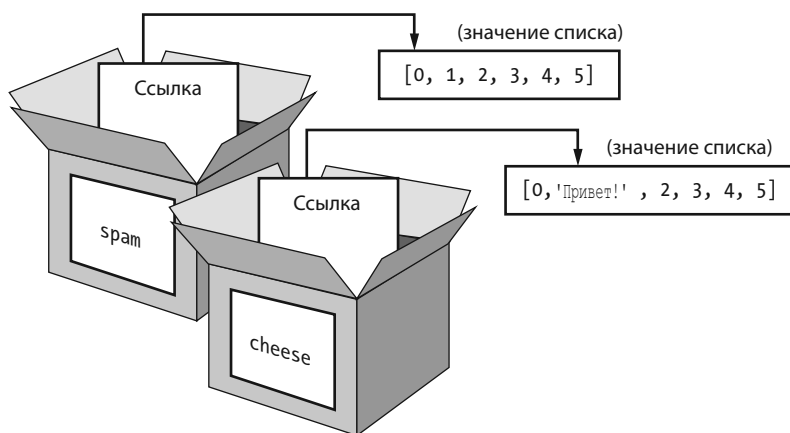 (значение списка)
[0, 1, 2, 3, 4, 5]
Ссылка
(значение списка)
[0,'Привет!' , 2, 3, 4, 5]
Ссылка
spam
cheese